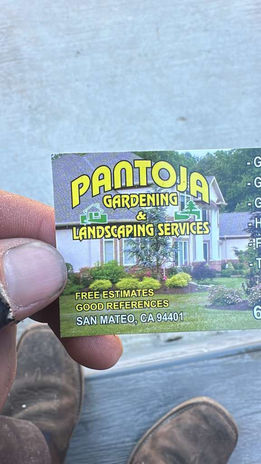 PANTOJA
GARDENING
&
LANDSCAPING SERVICES
FREE ESTIMATES
GOOD REFERENCES
SAN MATEO, CA 94401